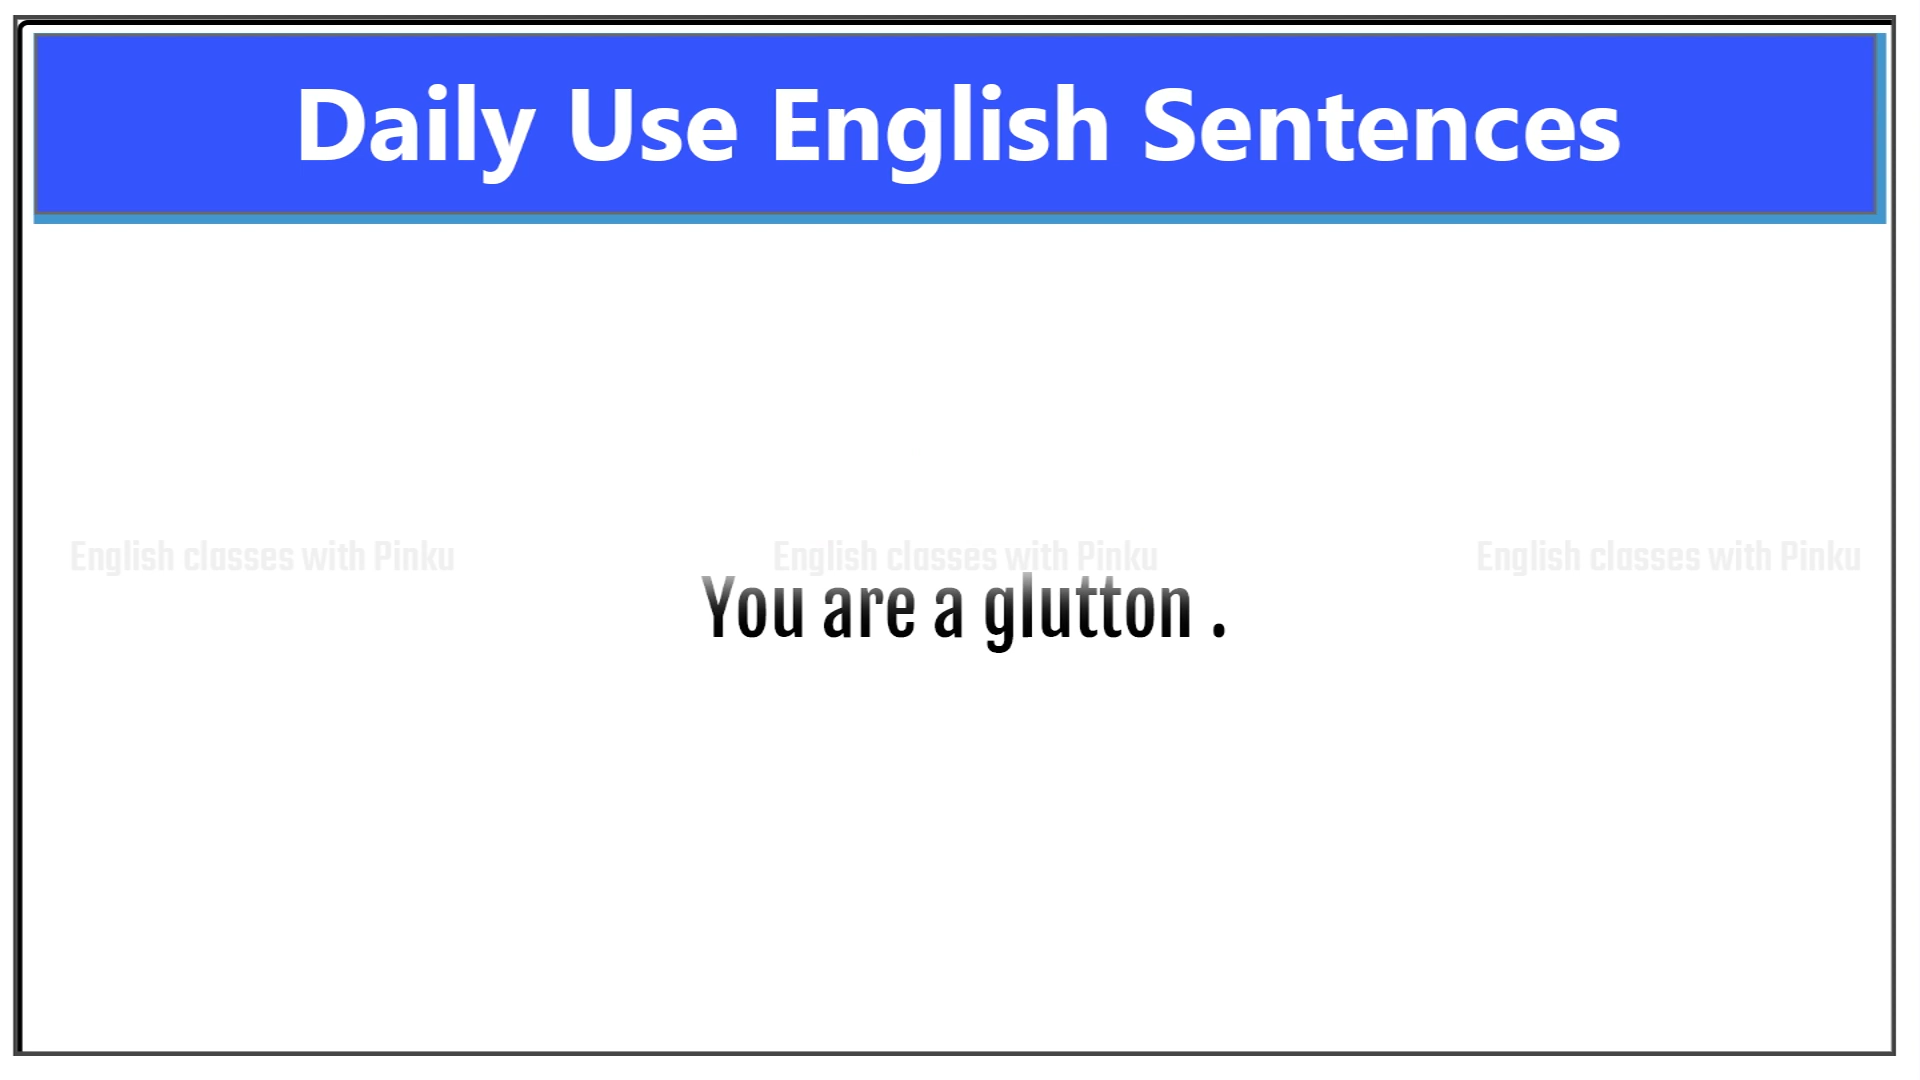 Daily Use English Sentences
English classes with Pinku English classes with Pinku English classes with Pinku
You are a glutton .